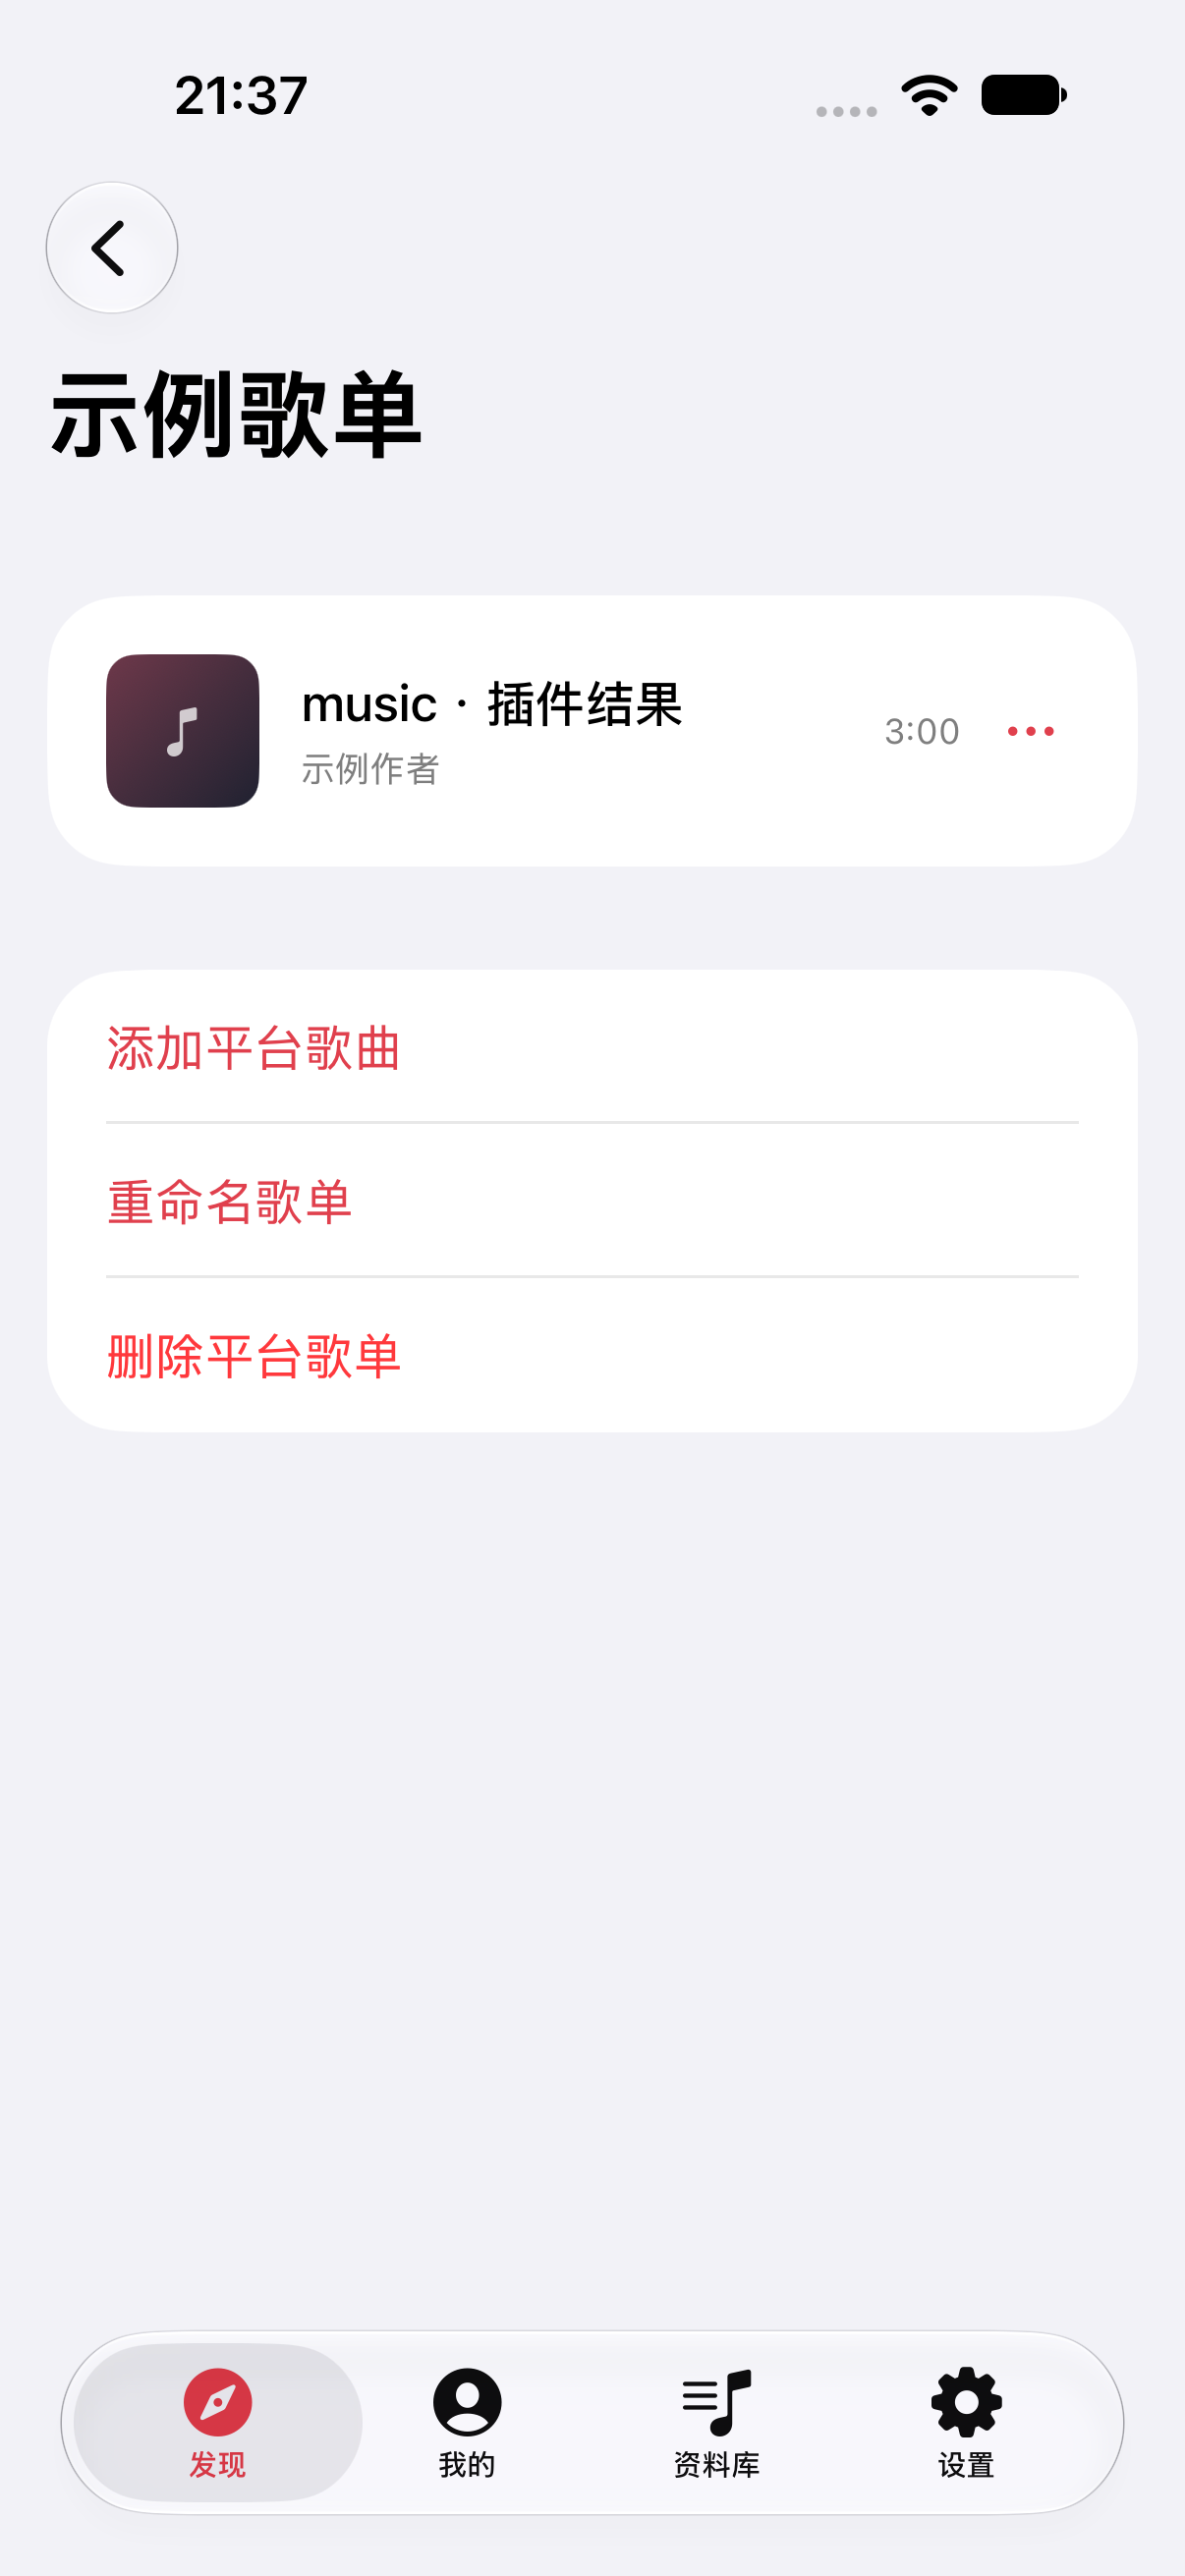 21:37
示例歌单
music · 插件结果
示例作者
3:00
添加平台歌曲
重命名歌单
删除平台歌单
发现
我的
资料库
设置